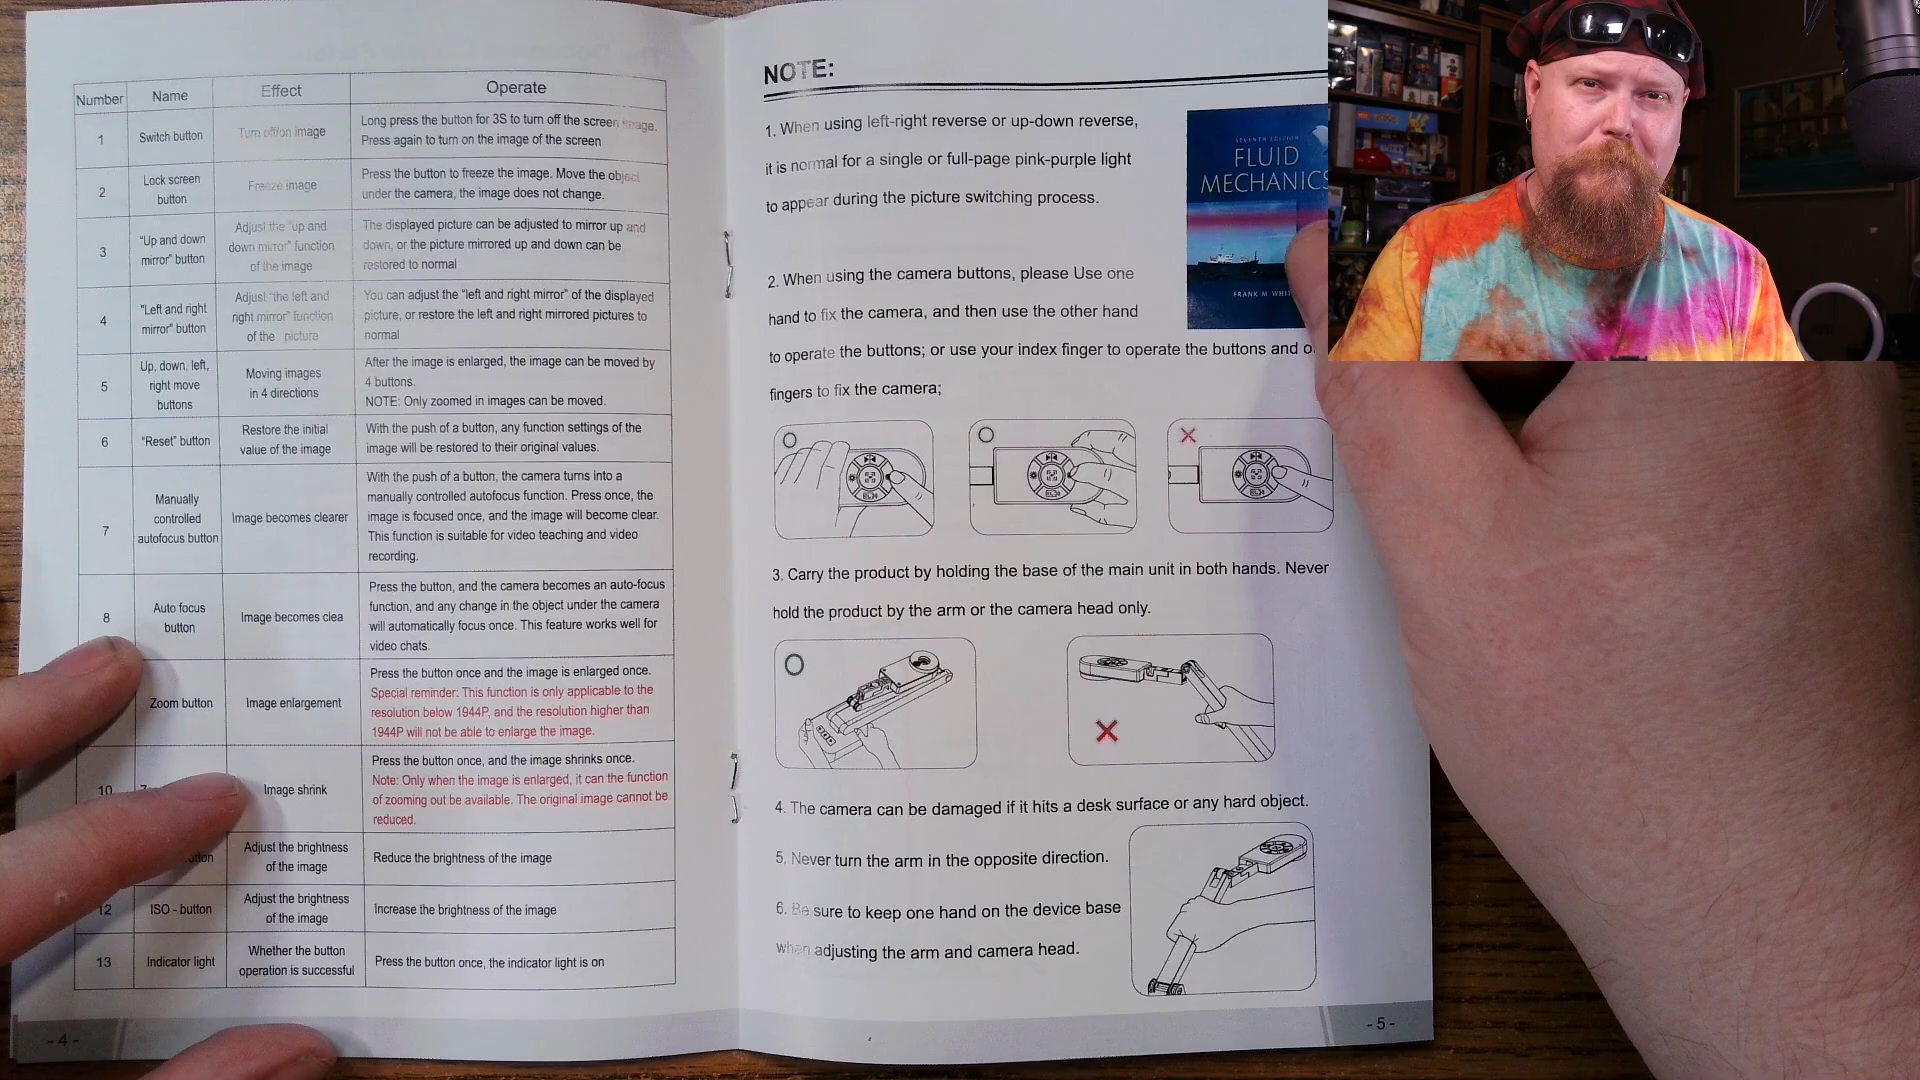 Number Name Effect Operate
1 Switch button Turn off/on image Long press the button for 3S to turn off the screen image.
Press again to turn on the image of the screen
2 Lock screen
button Freeze image Press the button to freeze the image. Move the object
under the camera, the image does not change.
3 "Up and down
mirror" button Adjust the "up and
down mirror" function
of the image The displayed picture can be adjusted to mirror up and
down, or the picture mirrored up and down can be
restored to normal
4 "Left and right
mirror" button Adjust "the left and
right mirror" function
of the picture You can adjust the "left and right mirror" of the displayed
picture, or restore the left and right mirrored pictures to
normal
5 Up, down, left,
right move
buttons Moving images
in 4 directions After the image is enlarged, the image can be moved by
4 buttons.
NOTE: Only zoomed in images can be moved.
6 "Reset" button Restore the initial
value of the image With the push of a button, any function settings of the
image will be restored to their original values.
7 Manually
controlled
autofocus button Image becomes clearer With the push of a button, the camera turns into a
manually controlled autofocus function. Press once, the
image is focused once, and the image will become clear.
This function is suitable for video teaching and video
recording.
8 Auto focus
button Image becomes clea Press the button, and the camera becomes an auto-focus
function, and any change in the object under the camera
will automatically focus once. This feature works well for
video chats.
Zoom button Image enlargement Press the button once and the image is enlarged once.
Special reminder: This function is only applicable to the
resolution below 1944P, and the resolution higher than
1944P will not be able to enlarge the image.
10 Image shrink Press the button once, and the image shrinks once.
Note: Only when the image is enlarged, it can the function
of zooming out be available. The original image cannot be
reduced.
Adjust the brightness
of the image Reduce the brightness of the image
12 ISO - button Adjust the brightness
of the image Increase the brightness of the image
13 Indicator light Whether the button
operation is successful Press the button once, the indicator light is on
- 4 -
NOTE:
1. When using left-right reverse or up-down reverse,
it is normal for a single or full-page pink-purple light
to appear during the picture switching process.
SEVENTH EDITION
FLUID
MECHANICS
FRANK M. WHIT
2. When using the camera buttons, please Use one
hand to fix the camera, and then use the other hand
to operate the buttons; or use your index finger to operate the buttons and o
fingers to fix the camera;
3. Carry the product by holding the base of the main unit in both hands. Never
hold the product by the arm or the camera head only.
4. The camera can be damaged if it hits a desk surface or any hard object.
5. Never turn the arm in the opposite direction.
6. Be sure to keep one hand on the device base
when adjusting the arm and camera head.
- 5 -